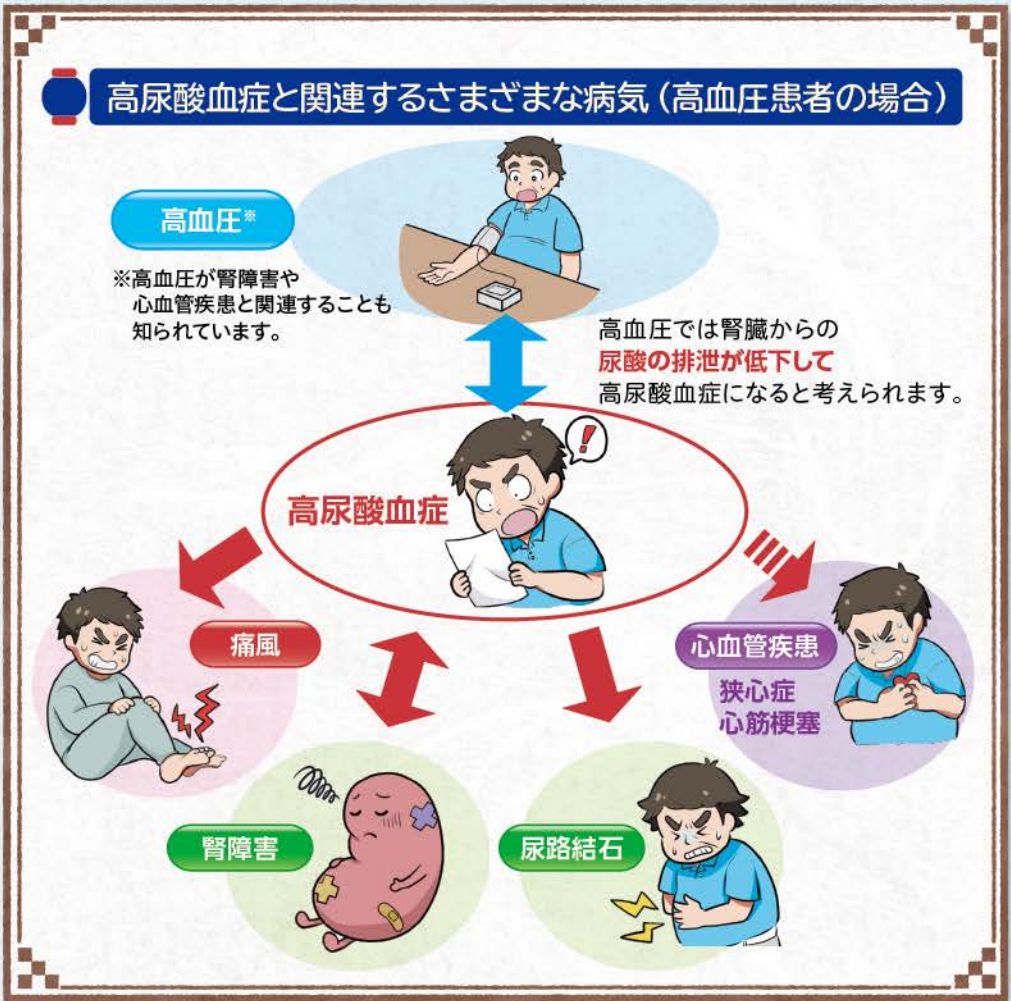 高尿酸血症と関連するさまざまな病気（高血圧患者の場合）
高血圧※
※高血圧が腎障害や
心血管疾患と関連することも
知られています。
高血圧では腎臓からの
尿酸の排泄が低下して
高尿酸血症になると考えられます。
!
高尿酸血症
痛風
心血管疾患
狭心症
心筋梗塞
腎障害
尿路結石